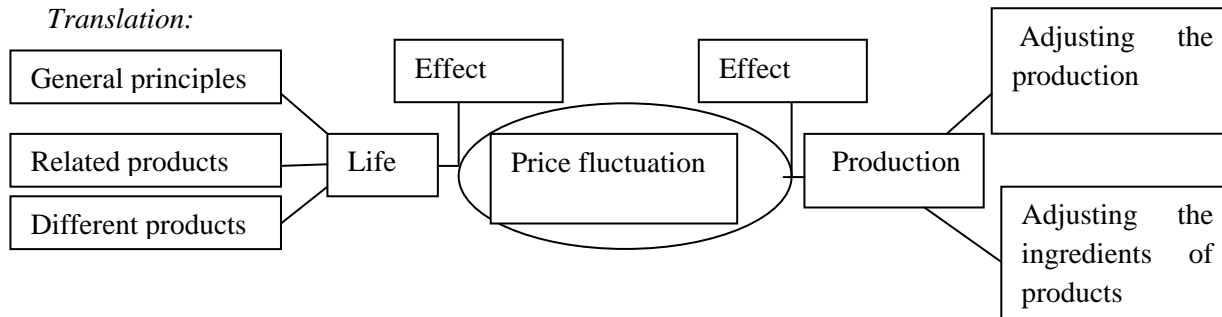 Translation:
General principles
Related products
Different products
Life
Effect
Price fluctuation
Effect
Production
Adjusting the
production
Adjusting the
ingredients of
products